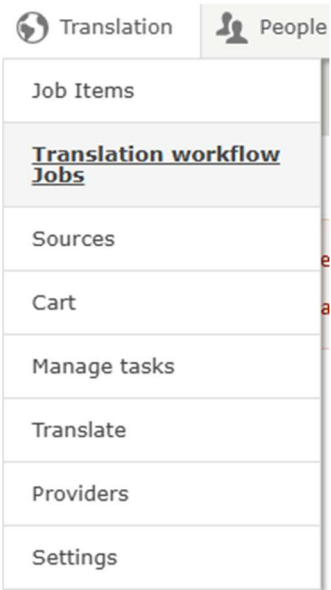 Translation People
Job Items
Translation workflow
Jobs
Sources
e
Cart
a
Manage tasks
Translate
Providers
Settings